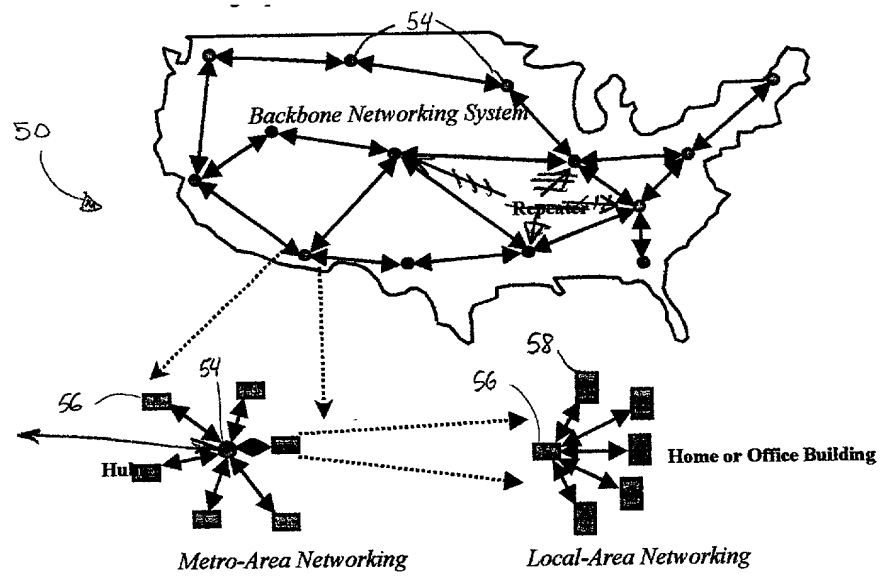 54
Backbone Networking System
50
Repeater
58
54
56
56
Hub
Home or Office Building
Metro-Area Networking
Local-Area Networking